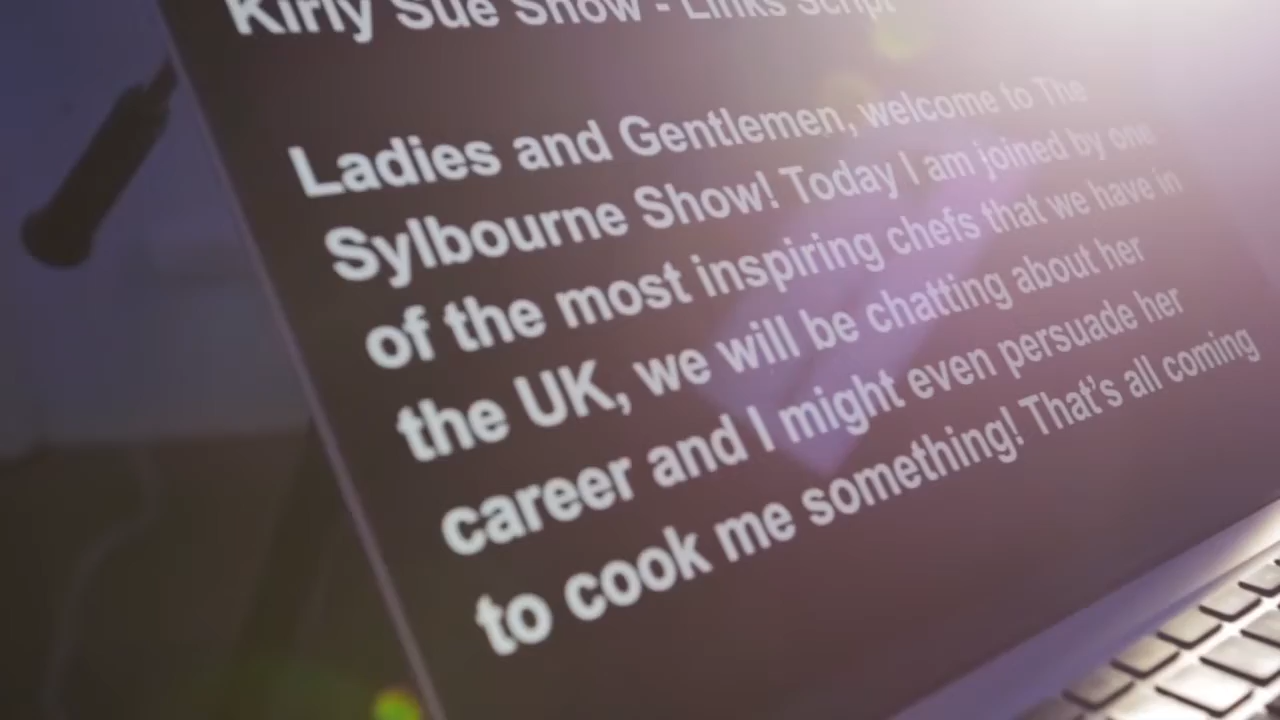 Kirly Sue Show - Links Script
Ladies and Gentlemen, welcome to The
Sylbourne Show! Today I am joined by one
of the most inspiring chefs that we have in
the UK, we will be chatting about her
career and I might even persuade her
to cook me something! That's all coming